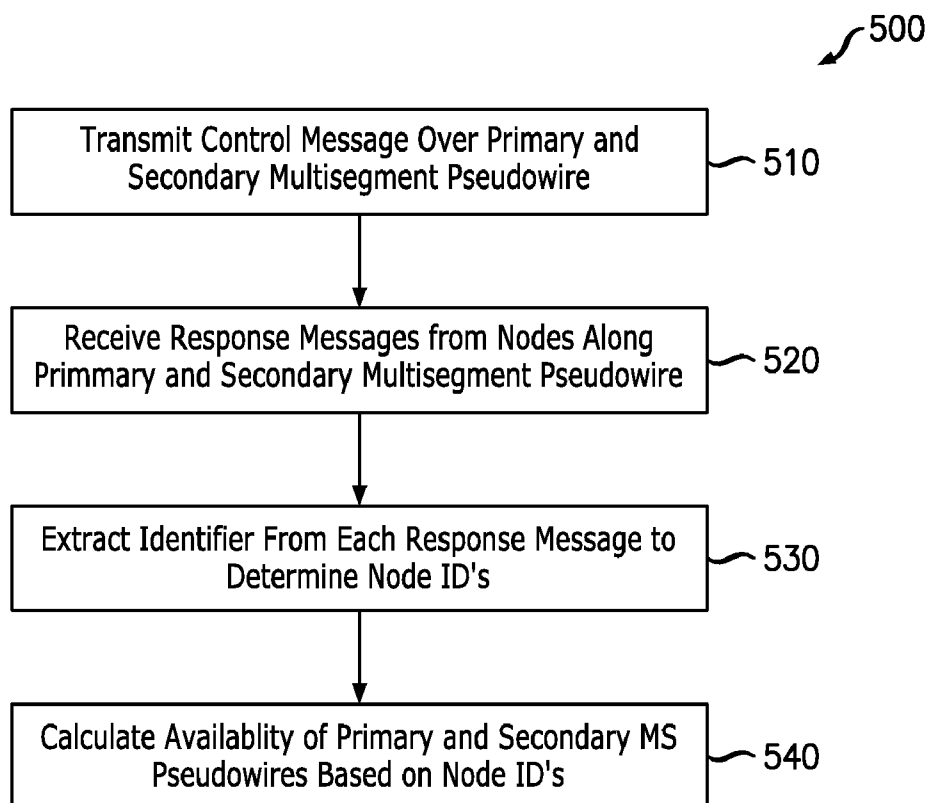 500
Transmit Control Message Over Primary and
Secondary Multisegment Pseudowire
510
Receive Response Messages from Nodes Along
Primmary and Secondary Multisegment Pseudowire
520
Extract Identifier From Each Response Message to
Determine Node ID's
530
Calculate Availablity of Primary and Secondary MS
Pseudowires Based on Node ID's
540